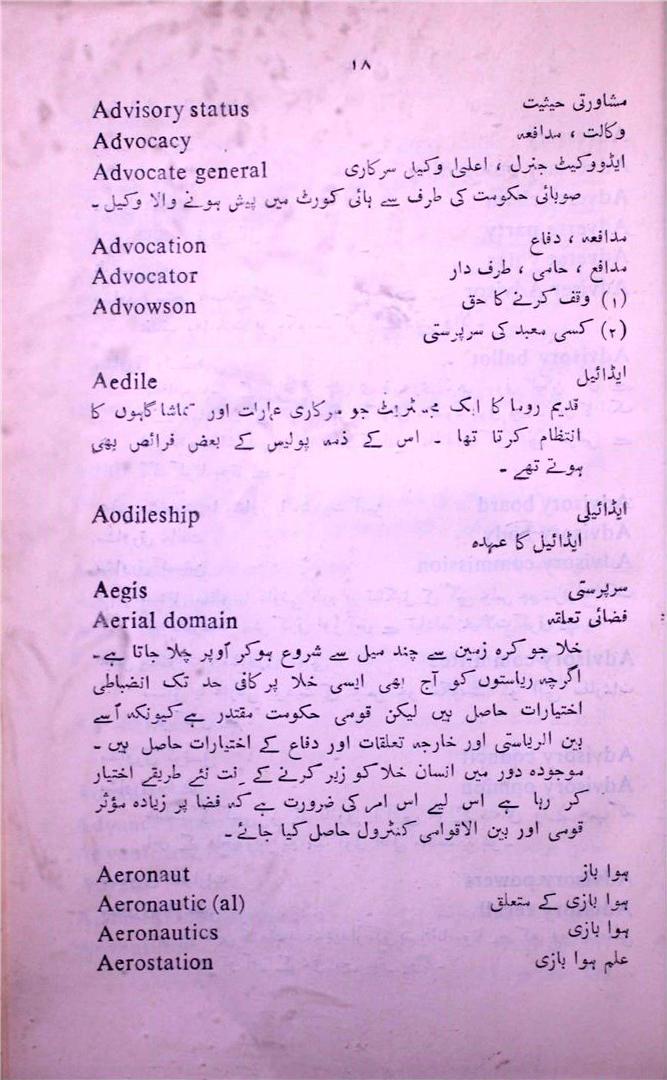 ۱۸
Advisory status مشاورتی حیثیت
Advocacy وکالت ، مدافعہ
Advocate general ایڈووکیٹ جنرل ، اعلیٰ وکیل سرکاری
صوبائی حکومت کی طرف سے ہائی کورٹ میں پیش ہونے والا وکیل ۔
Advocation مدافعہ ، دفاع
Advocator مدافع ، حامی ، طرف دار
Advowson (۱) وقف کرنے کا حق
(۲) کسی معبد کی سرپرستی
Aedile ایڈائیل
قدیم روما کا ایک مجسٹریٹ جو سرکاری عمارات اور تماشا گاہوں کا
انتظام کرتا تھا ۔ اس کے ذمہ پولیس کے بعض فرائض بھی
ہوتے تھے ۔
Aodileship ایڈائیلی
ایڈائیل کا عہدہ
Aegis سرپرستی
Aerial domain فضائی تعلقہ
خلا جو کرہ زمین سے چند میل سے شروع ہوکر اُوپر چلا جاتا ہے۔
اگرچہ ریاستوں کو آج بھی ایسی خلا پر کافی حد تک انضباطی
اختیارات حاصل ہیں لیکن قومی حکومت مقتدر ہے کیونکہ اُسے
بین الریاستی اور خارجہ تعلقات اور دفاع کے اختیارات حاصل ہیں ۔
موجودہ دور میں انسان خلا کو زیر کرنے کے نت نئے طریقے اختیار
کر رہا ہے اس لیے اس امر کی ضرورت ہے کہ فضا پر زیادہ مؤثر
قومی اور بین الاقوامی کنٹرول حاصل کیا جائے ۔
Aeronaut ہوا باز
Aeronautic (al) ہوا بازی کے متعلق
Aeronautics ہوا بازی
Aerostation علم ہوا بازی